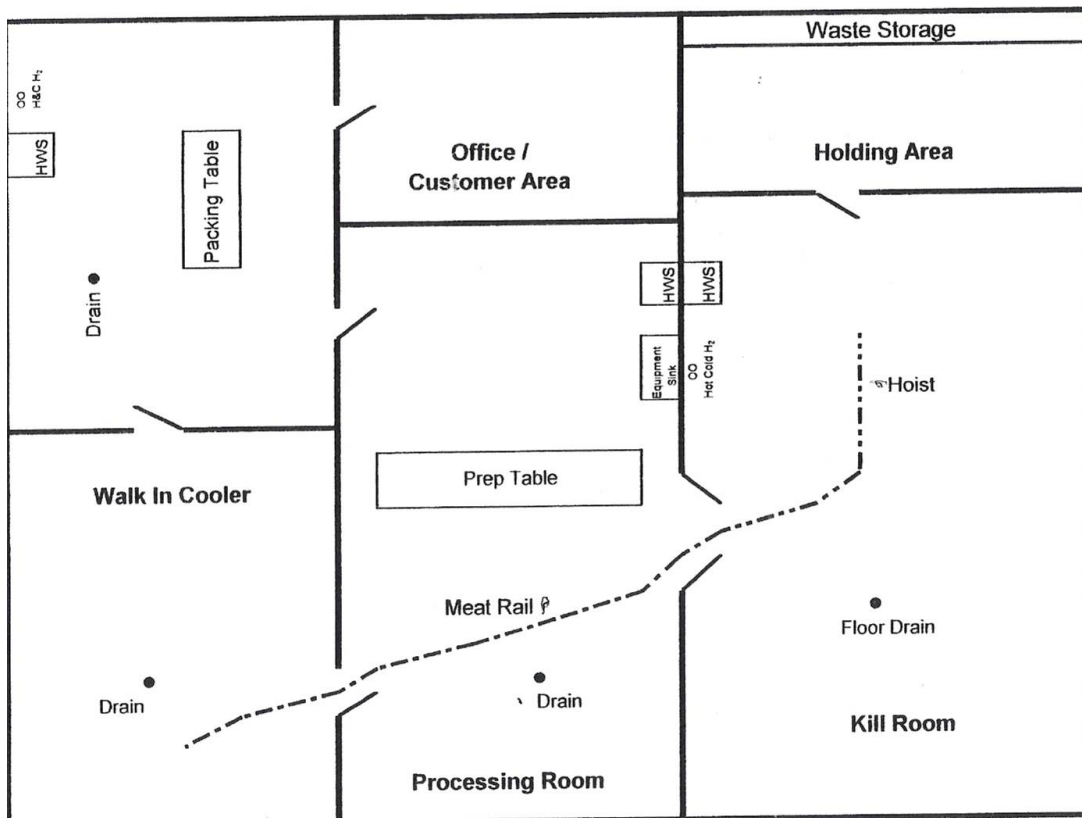 Waste Storage
OO
H&C H₂
HWS
Packing Table
Office /
Customer Area
Holding Area
Drain
HWS
HWS
Equipment
Sink
OO
Hot Cold H₂
Hoist
Walk In Cooler
Prep Table
Meat Rail
Floor Drain
Drain
Drain
Kill Room
Processing Room